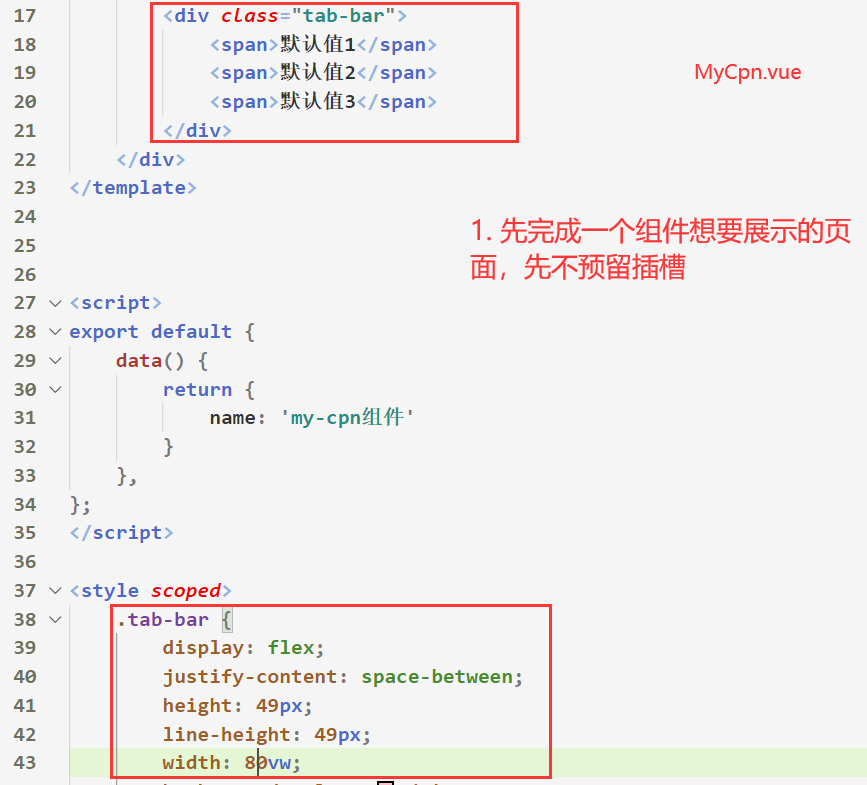 17 <div class="tab-bar">
18 <span>默认值1</span>
MyCpn.vue
19 <span>默认值2</span>
20 <span>默认值3</span>
21 </div>
22 </div>
23 </template>
24
1. 先完成一个组件想要展示的页
面，先不预留插槽
25
26
27 <script>
28 export default {
29 data() {
30 return {
31 name: 'my-cpn组件'
32 }
33 },
34 };
35 </script>
36
37 <style scoped>
38 .tab-bar {
39 display: flex;
40 justify-content: space-between;
41 height: 49px;
42 line-height: 49px;
43 width: 80vw;